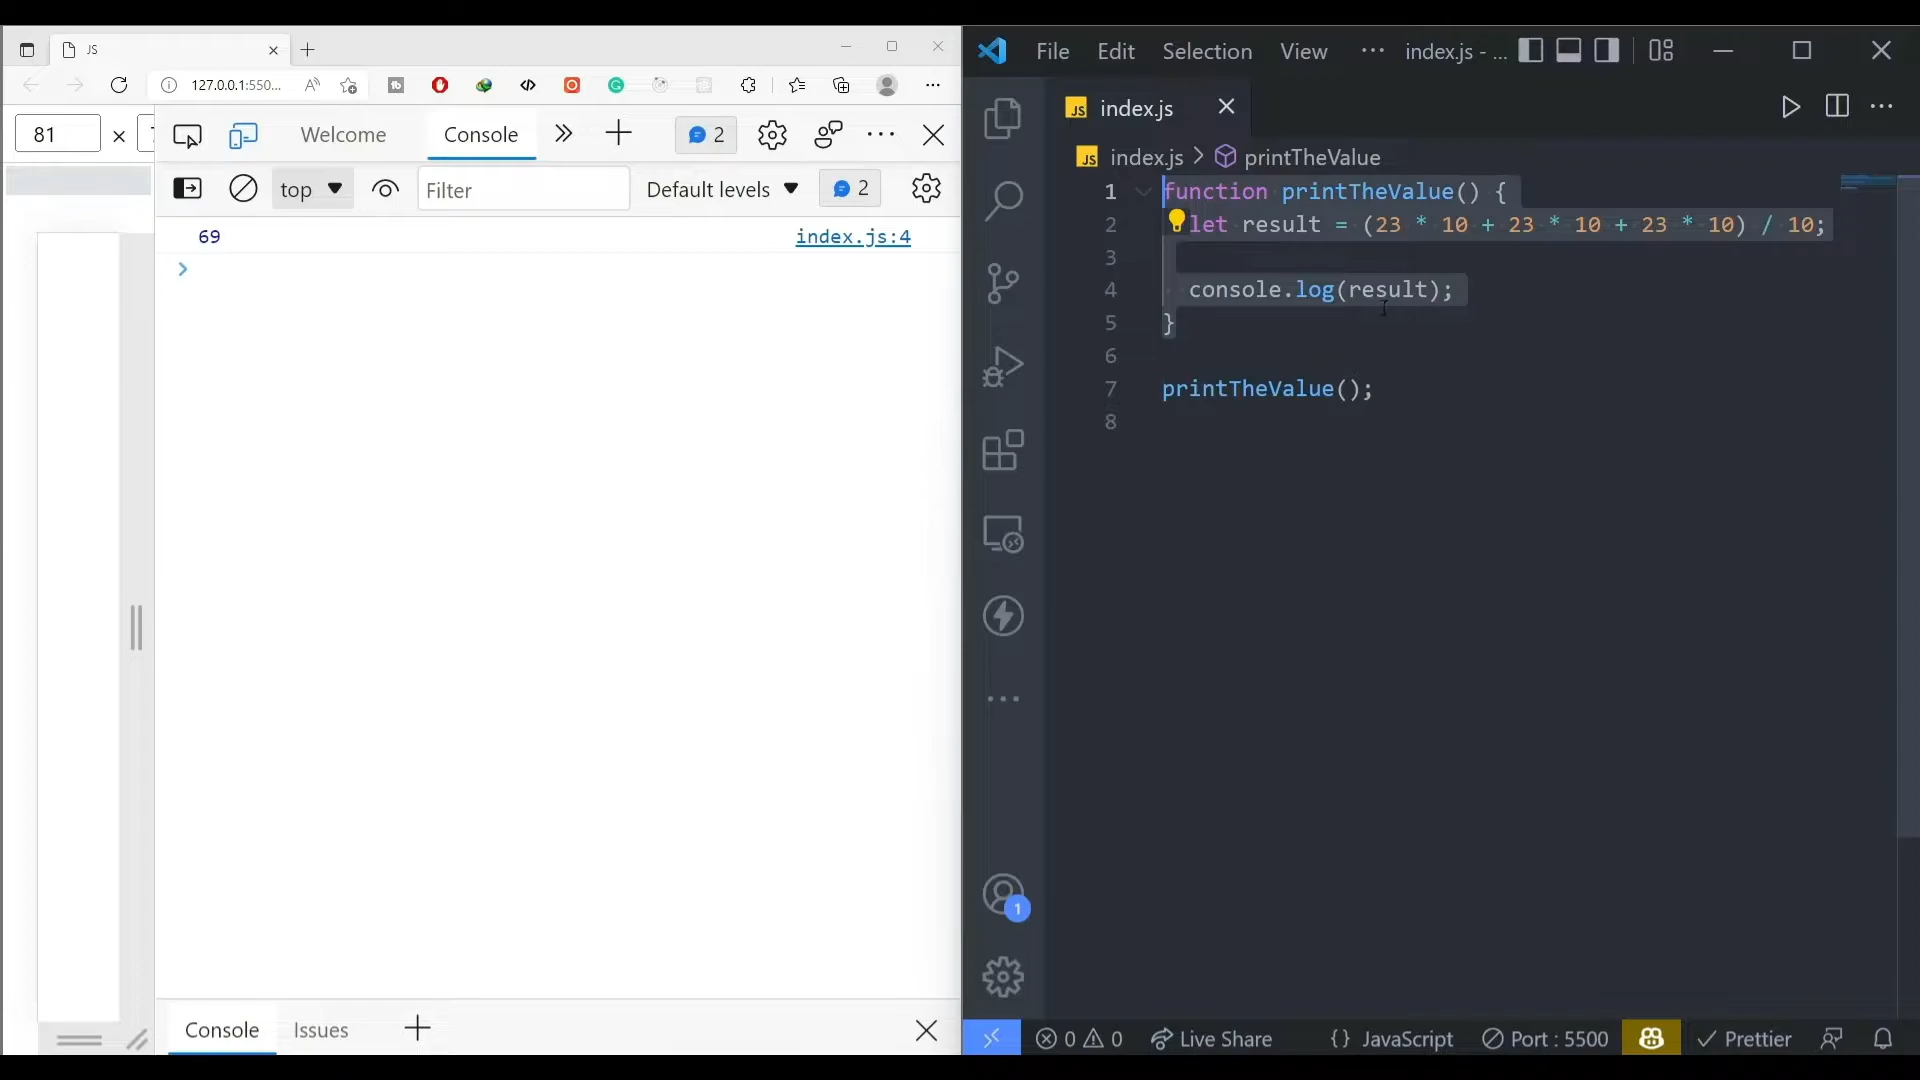 JS
127.0.0.1:550...
81
Welcome
Console
2
top
Filter
Default levels
2
69
index.js:4
Console
Issues
File
Edit
Selection
View
index.js - ...
JS index.js
JS index.js > printTheValue
1 function printTheValue() {
2 let result = (23 * 10 + 23 * 10 + 23 * 10) / 10;
3
4 console.log(result);
5 }
6
7 printTheValue();
8
1
0
0
Live Share
{} JavaScript
Port : 5500
Prettier